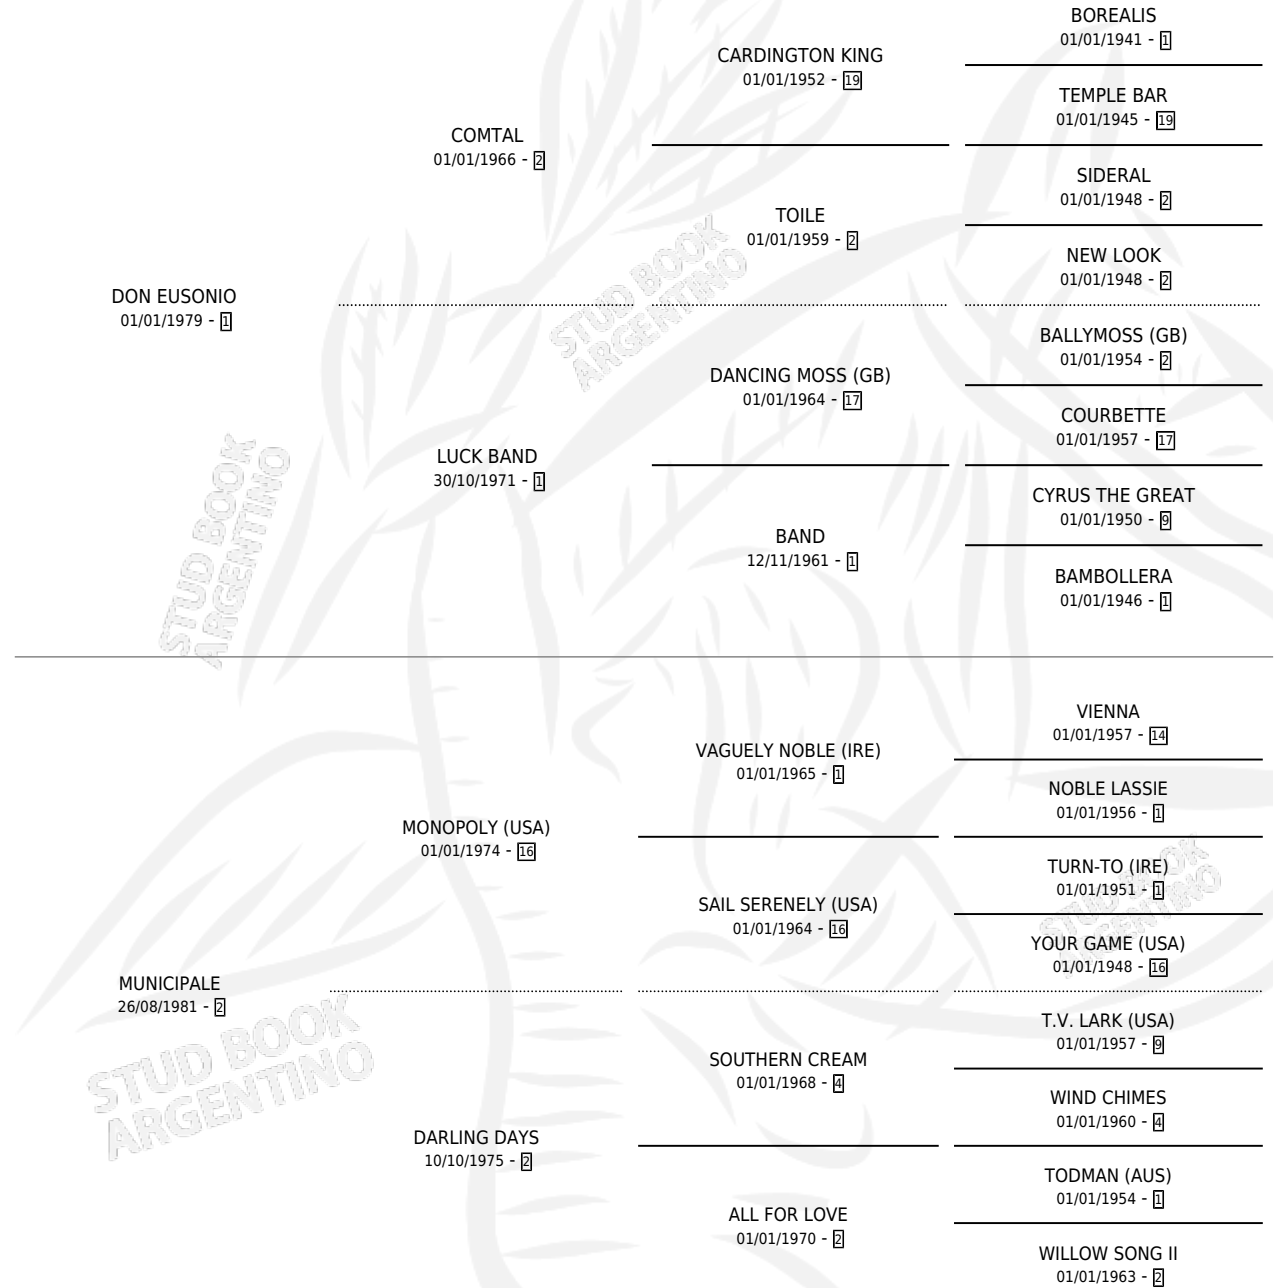 BOREALIS
01/01/1941 - 1
CARDINGTON KING
01/01/1952 - 19
TEMPLE BAR
01/01/1945 - 19
COMTAL
01/01/1966 - 2
SIDERAL
01/01/1948 - 2
TOILE
01/01/1959 - 2
NEW LOOK
01/01/1948 - 2
DON EUSONIO
01/01/1979 - 1
BALLYMOSS (GB)
01/01/1954 - 2
DANCING MOSS (GB)
01/01/1964 - 17
COURBETTE
01/01/1957 - 17
LUCK BAND
30/10/1971 - 1
CYRUS THE GREAT
01/01/1950 - 9
BAND
12/11/1961 - 1
BAMBOLLERA
01/01/1946 - 1
STUD BOOK
ARGENTINO
STUD BOOK
ARGENTINO
VIENNA
01/01/1957 - 14
VAGUELY NOBLE (IRE)
01/01/1965 - 1
NOBLE LASSIE
01/01/1956 - 1
MONOPOLY (USA)
01/01/1974 - 16
TURN-TO (IRE)
01/01/1951 - 1
SAIL SERENELY (USA)
01/01/1964 - 16
YOUR GAME (USA)
01/01/1948 - 16
STUD BOOK
ARGENTINO
MUNICIPALE
26/08/1981 - 2
T.V. LARK (USA)
01/01/1957 - 9
SOUTHERN CREAM
01/01/1968 - 4
WIND CHIMES
01/01/1960 - 4
STUD BOOK
ARGENTINO
DARLING DAYS
10/10/1975 - 2
TODMAN (AUS)
01/01/1954 - 1
ALL FOR LOVE
01/01/1970 - 2
WILLOW SONG II
01/01/1963 - 2